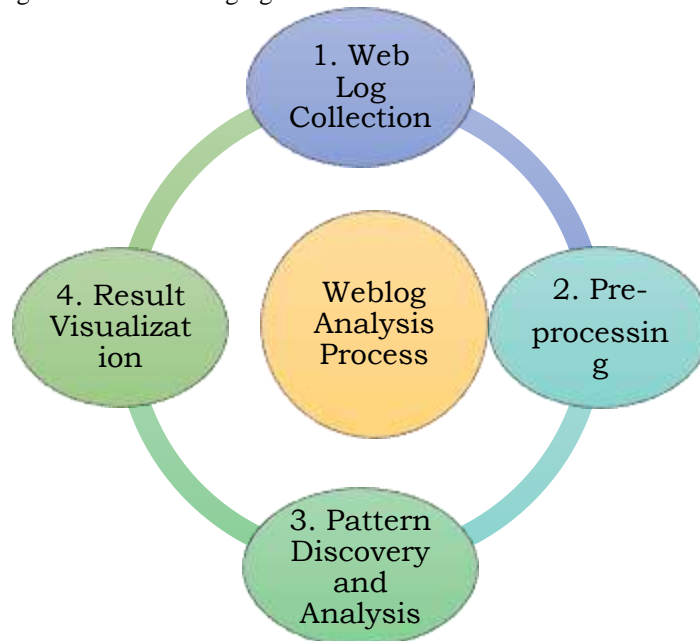 1. Web
Log
Collection
2. Pre-
processin
g
3. Pattern
Discovery
and
Analysis
4. Result
Visualizat
ion
Weblog
Analysis
Process